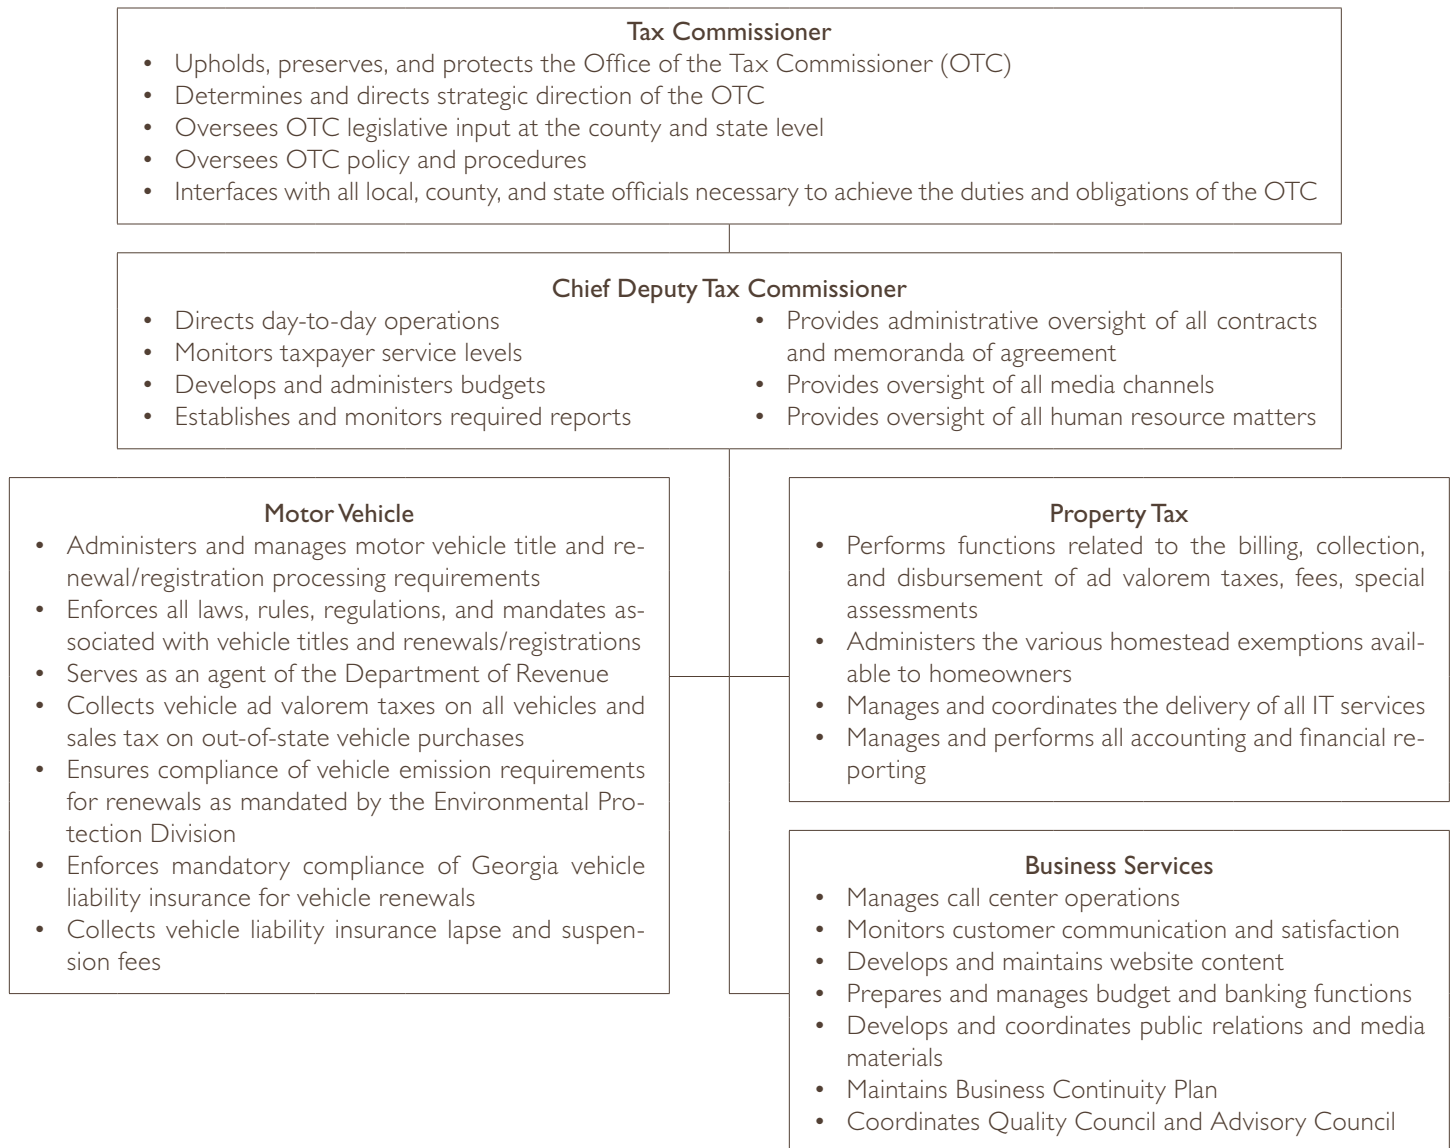 Tax Commissioner
• Upholds, preserves, and protects the Office of the Tax Commissioner (OTC)
• Determines and directs strategic direction of the OTC
• Oversees OTC legislative input at the county and state level
• Oversees OTC policy and procedures
• Interfaces with all local, county, and state officials necessary to achieve the duties and obligations of the OTC
Chief Deputy Tax Commissioner
• Directs day-to-day operations
• Monitors taxpayer service levels
• Develops and administers budgets
• Establishes and monitors required reports
• Provides administrative oversight of all contracts
and memoranda of agreement
• Provides oversight of all media channels
• Provides oversight of all human resource matters
Motor Vehicle
• Administers and manages motor vehicle title and re-
newal/registration processing requirements
• Enforces all laws, rules, regulations, and mandates as-
sociated with vehicle titles and renewals/registrations
• Serves as an agent of the Department of Revenue
• Collects vehicle ad valorem taxes on all vehicles and
sales tax on out-of-state vehicle purchases
• Ensures compliance of vehicle emission requirements
for renewals as mandated by the Environmental Pro-
tection Division
• Enforces mandatory compliance of Georgia vehicle
liability insurance for vehicle renewals
• Collects vehicle liability insurance lapse and suspen-
sion fees
Property Tax
• Performs functions related to the billing, collection,
and disbursement of ad valorem taxes, fees, special
assessments
• Administers the various homestead exemptions avail-
able to homeowners
• Manages and coordinates the delivery of all IT services
• Manages and performs all accounting and financial re-
porting
Business Services
• Manages call center operations
• Monitors customer communication and satisfaction
• Develops and maintains website content
• Prepares and manages budget and banking functions
• Develops and coordinates public relations and media
materials
• Maintains Business Continuity Plan
• Coordinates Quality Council and Advisory Council